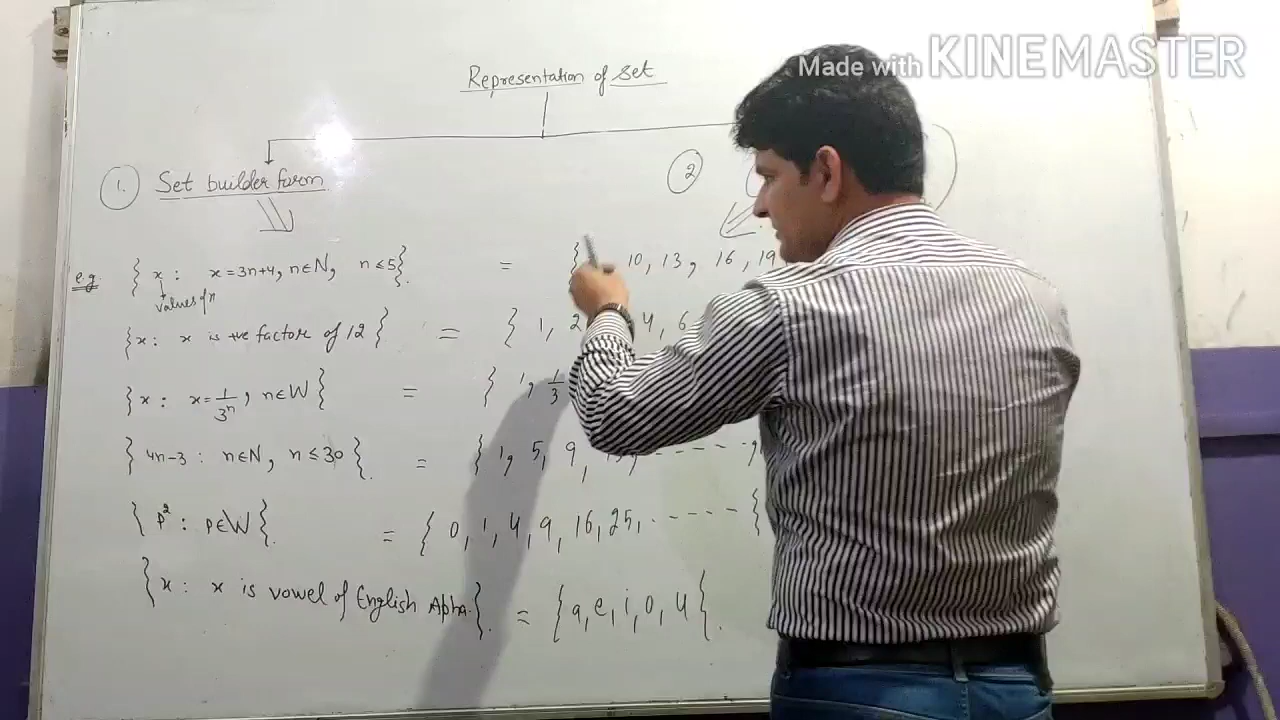 Made with KINEMASTER
Representation of Set
1. Set builder form
2
e.g. { x : x = 3n+4, n∈N, n ≤ 5 }. = { 10, 13, 16, 19
values of x
{ x : x is +ve factor of 12 } = { 1, 2 4, 6
{ x : x = 1/3ⁿ, n∈W } = { 1, 1/3
{ 4n-3 : n∈N, n ≤ 30 }. = { 1, 5, 9, 13, ------,
{ p² : p∈W }. = { 0, 1, 4, 9, 16, 25, ------ }
{ x : x is vowel of English Alpha. }. = { a, e, i, o, u }.